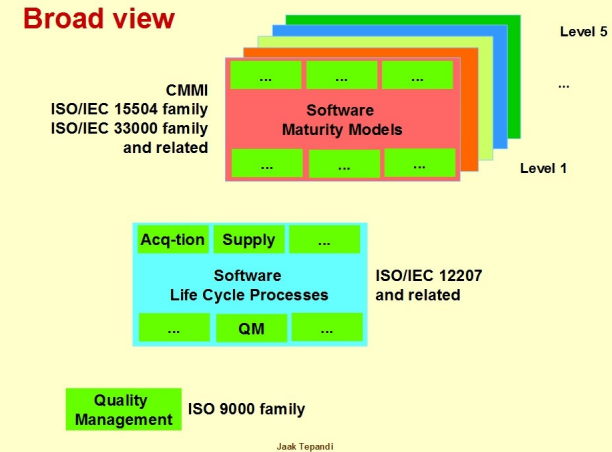 Broad view
Level 5
...
Level 1
CMMI
ISO/IEC 15504 family
ISO/IEC 33000 family
and related
... ... ...
Software
Maturity Models
... ... ...
Acq-tion Supply ...
Software
Life Cycle Processes
... QM ...
ISO/IEC 12207
and related
Quality
Management
ISO 9000 family
Jaak Tepandi